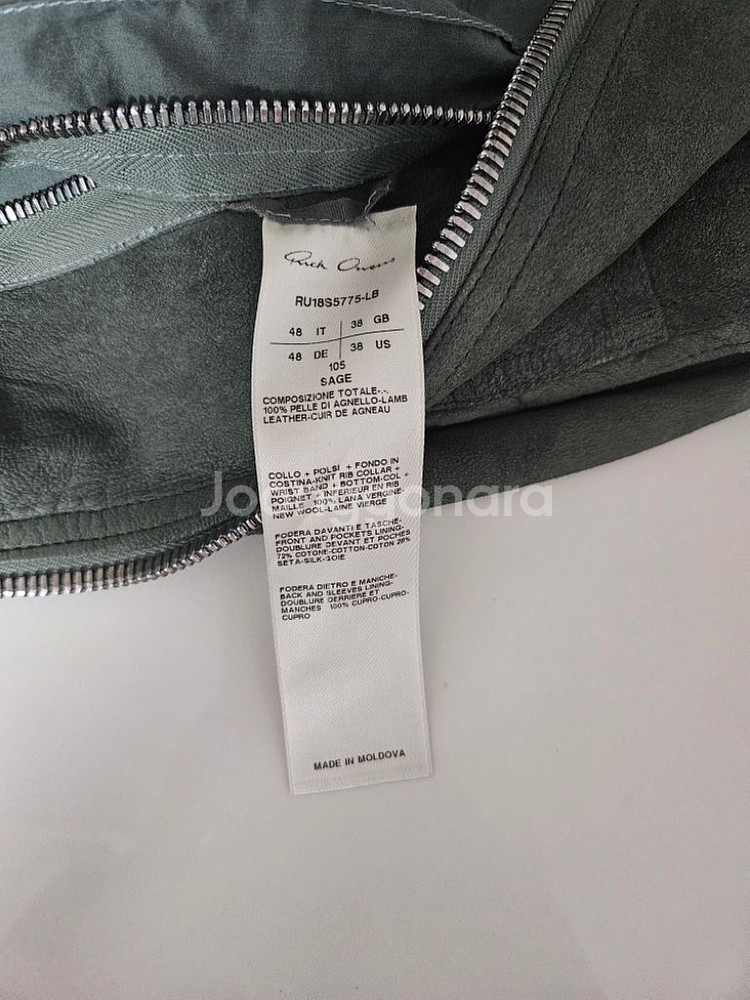 Rick Owens
RU18S5775-LB
48 IT 38 GB
48 DE 38 US
105
SAGE
COMPOSIZIONE TOTALE-
100% PELLE DI AGNELLO-LAMB
LEATHER-CUIR DE AGNEAU
COLLO + POLSI + FONDO IN
COSTINA-KNIT RIB COLLAR +
WRIST BAND + BOTTOM-COL +
POIGNET + INFERIEUR EN RIB
MAILLE 100% LANA VERGINE-
NEW WOOL-LAINE VIERGE
FODERA DAVANTI E TASCHE-
FRONT AND POCKETS LINING-
DOUBLURE DEVANT ET POCHES
72% COTONE-COTTON-COTON 28%
SETA-SILK-SOIE
FODERA DIETRO E MANICHE-
BACK AND SLEEVES LINING-
DOUBLURE DERRIERE ET
MANCHES 100% CUPRO-CUPRO-
CUPRO
MADE IN MOLDOVA